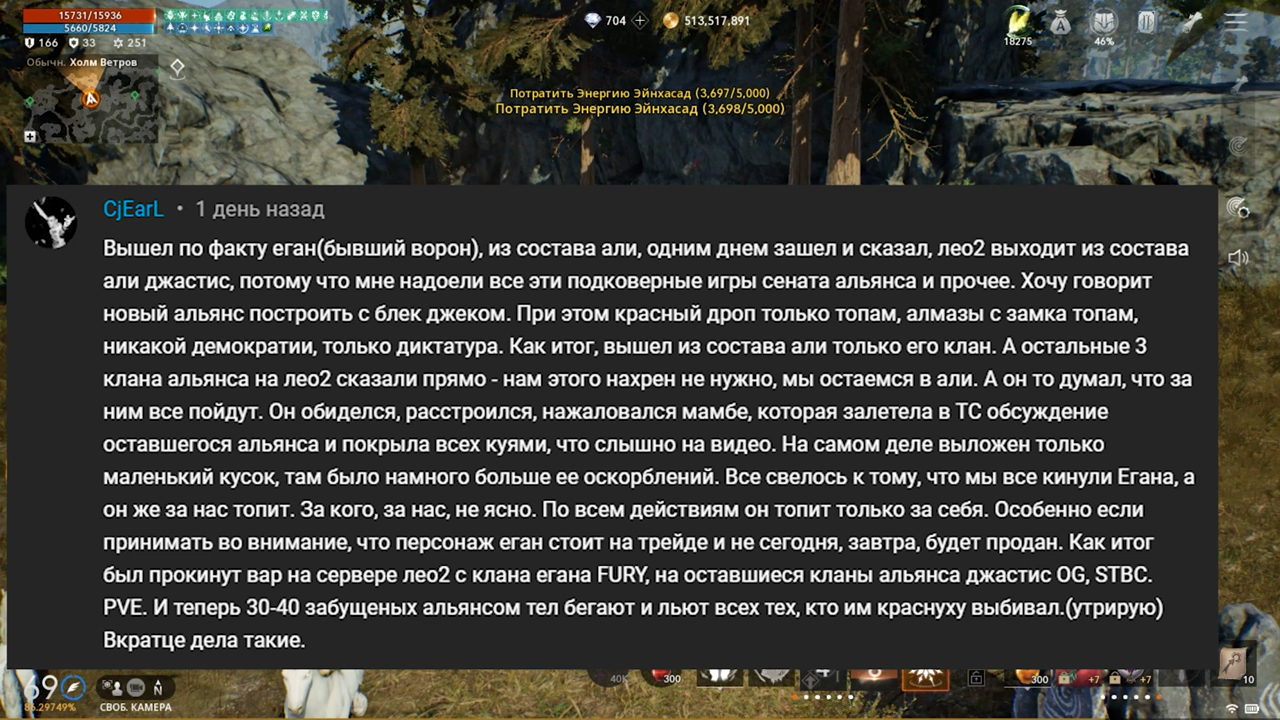 15731/15936
5660/5824
166 33 251
Обычн. Холм Ветров
704 513,517,891
18275
46%
Потратить Энергию Эйнхасад (3,697/5,000)
Потратить Энергию Эйнхасад (3,698/5,000)
CjEarL • 1 день назад
Вышел по факту еган(бывший ворон), из состава али, одним днем зашел и сказал, лео2 выходит из состава
али джастис, потому что мне надоели все эти подковерные игры сената альянса и прочее. Хочу говорит
новый альянс построить с блек джеком. При этом красный дроп только топам, алмазы с замка топам,
никакой демократии, только диктатура. Как итог, вышел из состава али только его клан. А остальные 3
клана альянса на лео2 сказали прямо - нам этого нахрен не нужно, мы остаемся в али. А он то думал, что за
ним все пойдут. Он обиделся, расстроился, нажаловался мамбе, которая залетела в ТС обсуждение
оставшегося альянса и покрыла всех куями, что слышно на видео. На самом деле выложен только
маленький кусок, там было намного больше ее оскорблений. Все свелось к тому, что мы все кинули Егана, а
он же за нас топит. За кого, за нас, не ясно. По всем действиям он топит только за себя. Особенно если
принимать во внимание, что персонаж еган стоит на трейде и не сегодня, завтра, будет продан. Как итог
был прокинут вар на сервере лео2 с клана егана FURY, на оставшиеся кланы альянса джастис OG, STBC.
PVE. И теперь 30-40 забущеных альянсом тел бегают и льют всех тех, кто им краснуху выбивал.(утрирую)
Вкратце дела такие.
40K 300 300 +7 +7 10
69
СВОБ. КАМЕРА